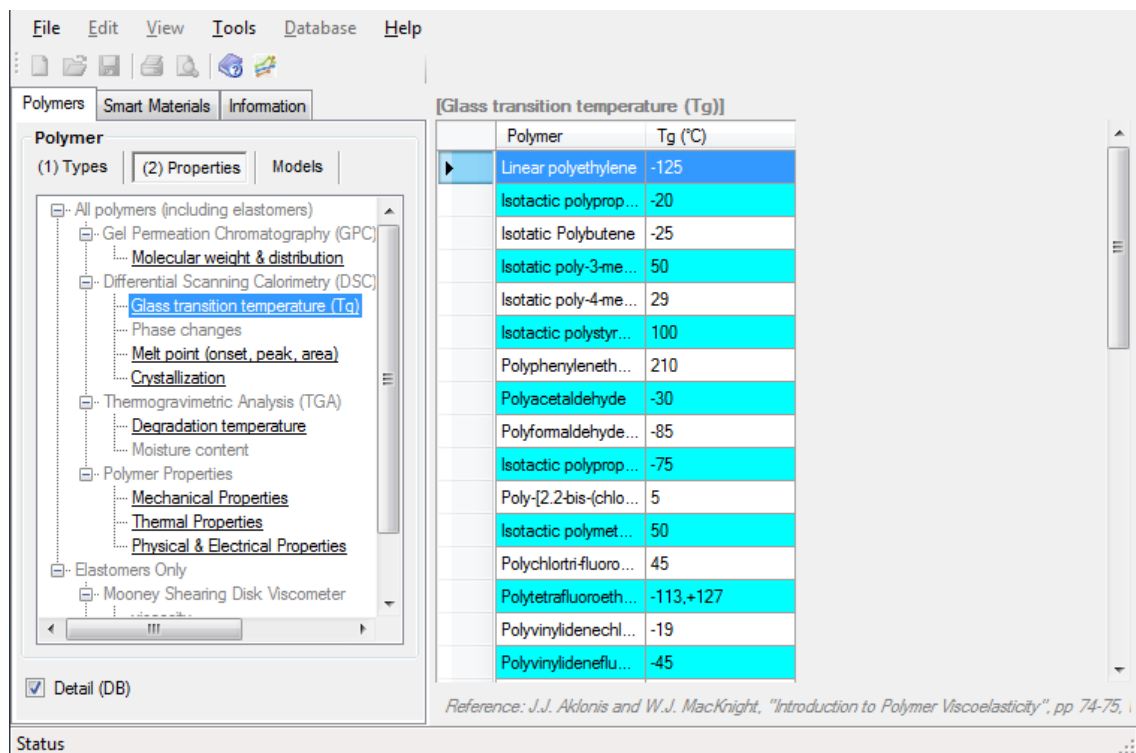 File Edit View Tools Database Help
Polymers Smart Materials Information
Polymer
(1) Types (2) Properties Models
All polymers (including elastomers)
Gel Permeation Chromatography (GPC)
Molecular weight & distribution
Differential Scanning Calorimetry (DSC)
Glass transition temperature (Tg)
Phase changes
Melt point (onset, peak, area)
Crystallization
Thermogravimetric Analysis (TGA)
Degradation temperature
Moisture content
Polymer Properties
Mechanical Properties
Thermal Properties
Physical & Electrical Properties
Elastomers Only
Mooney Shearing Disk Viscometer
Detail (DB)
[Glass transition temperature (Tg)]
Polymer Tg (°C)
Linear polyethylene -125
Isotactic polyprop... -20
Isotatic Polybutene -25
Isotatic poly-3-me... 50
Isotatic poly-4-me... 29
Isotactic polystyr... 100
Polyphenyleneth... 210
Polyacetaldehyde -30
Polyformaldehyde... -85
Isotactic polyprop... -75
Poly-[2.2-bis-(chlo... 5
Isotactic polymet... 50
Polychlortri-fluoro... 45
Polytetrafluoroeth... -113,+127
Polyvinylidenechl... -19
Polyvinylideneflu... -45
Reference: J.J. Aklonis and W.J. MacKnight, "Introduction to Polymer Viscoelasticity", pp 74-75,
Status